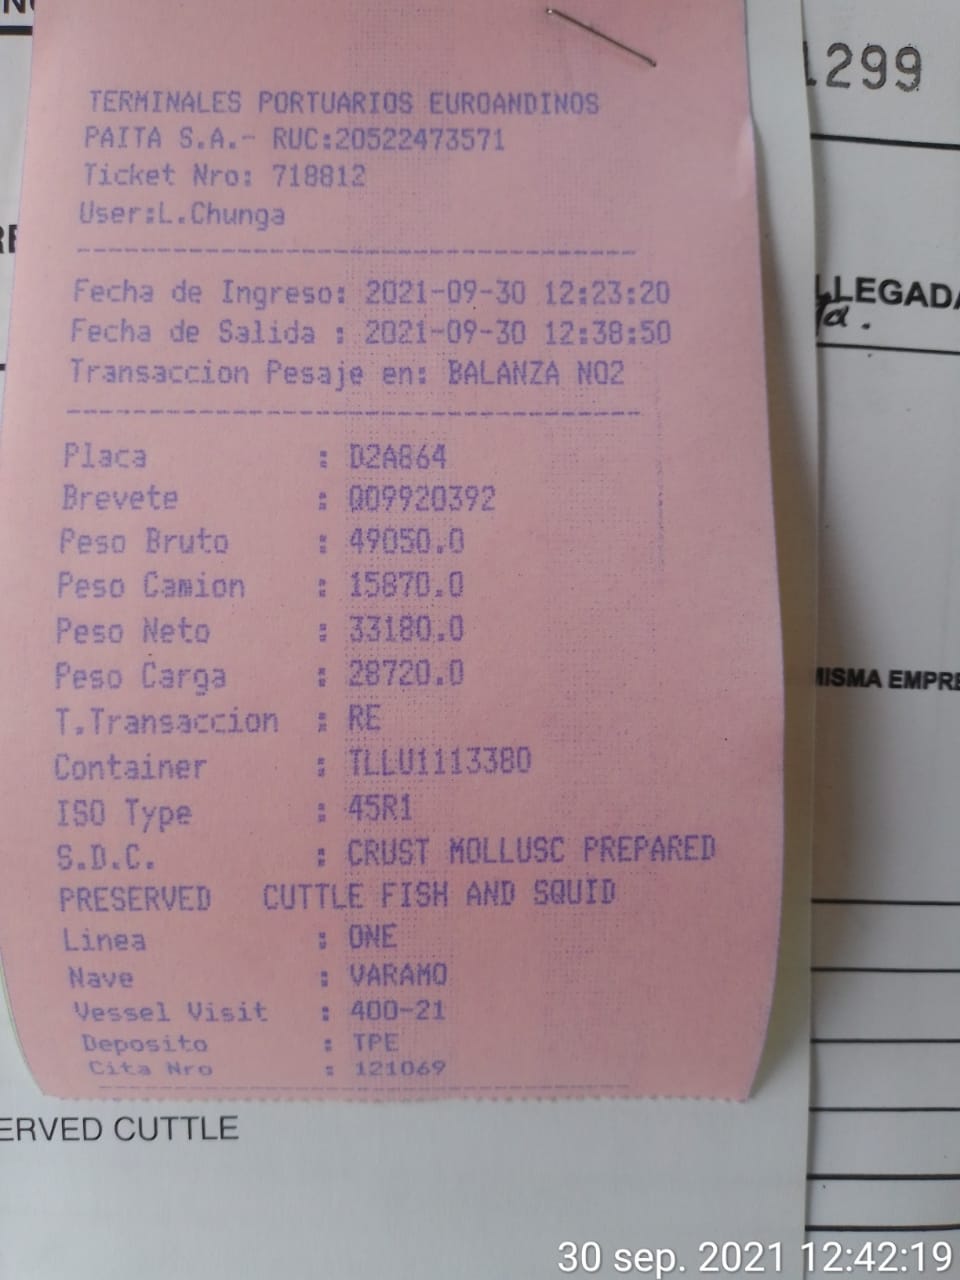 1299
TERMINALES PORTUARIOS EUROANDINOS
PAITA S.A.- RUC:20522473571
Ticket Nro: 718812
User:L.Chunga
Fecha de Ingreso: 2021-09-30 12:23:20
Fecha de Salida : 2021-09-30 12:38:50
Transaccion Pesaje en: BALANZA NO2
Placa : D2A864
Brevete : Q09920392
Peso Bruto : 49050.0
Peso Camion : 15870.0
Peso Neto : 33180.0
Peso Carga : 28720.0
T.Transaccion : RE
Container : TLLU1113380
ISO Type : 45R1
S.D.C. : CRUST MOLLUSC PREPARED
PRESERVED CUTTLE FISH AND SQUID
Linea : ONE
Nave : VARAMO
Vessel Visit : 400-21
Deposito : TPE
Cita Nro : 121069
LLEGADA
MISMA EMPRE
ERVED CUTTLE
30 sep. 2021 12:42:19